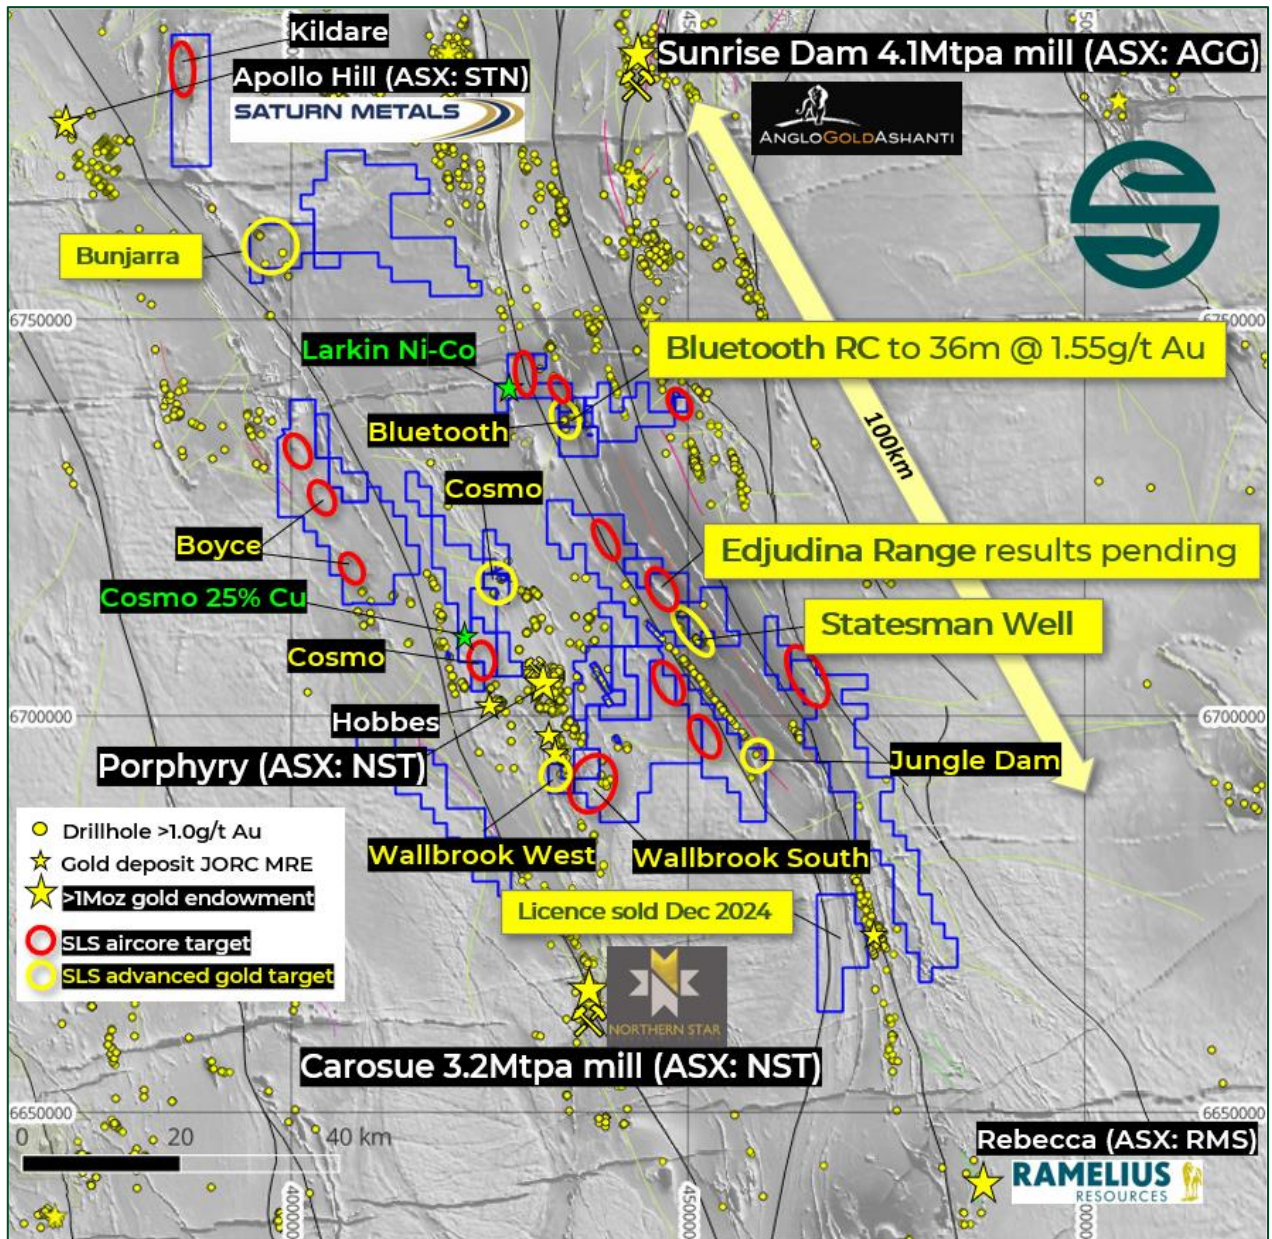 Kildare
Apollo Hill (ASX: STN)
SATURN METALS
Sunrise Dam 4.1Mtpa mill (ASX: AGG)
ANGLOGOLDASHANTI
Bunjarra
6750000
6750000
Larkin Ni-Co
Bluetooth RC to 36m @ 1.55g/t Au
Bluetooth
100km
Cosmo
Boyce
Edjudina Range results pending
Cosmo 25% Cu
Statesman Well
Cosmo
6700000
6700000
Hobbes
Porphyry (ASX: NST)
Jungle Dam
Wallbrook West
Wallbrook South
Drillhole >1.0g/t Au
Gold deposit JORC MRE
>1Moz gold endowment
SLS aircore target
SLS advanced gold target
Licence sold Dec 2024
NORTHERN STAR
Carosue 3.2Mtpa mill (ASX: NST)
6650000
6650000
0 20 40 km
Rebecca (ASX: RMS)
RAMELIUS
RESOURCES
400000
450000